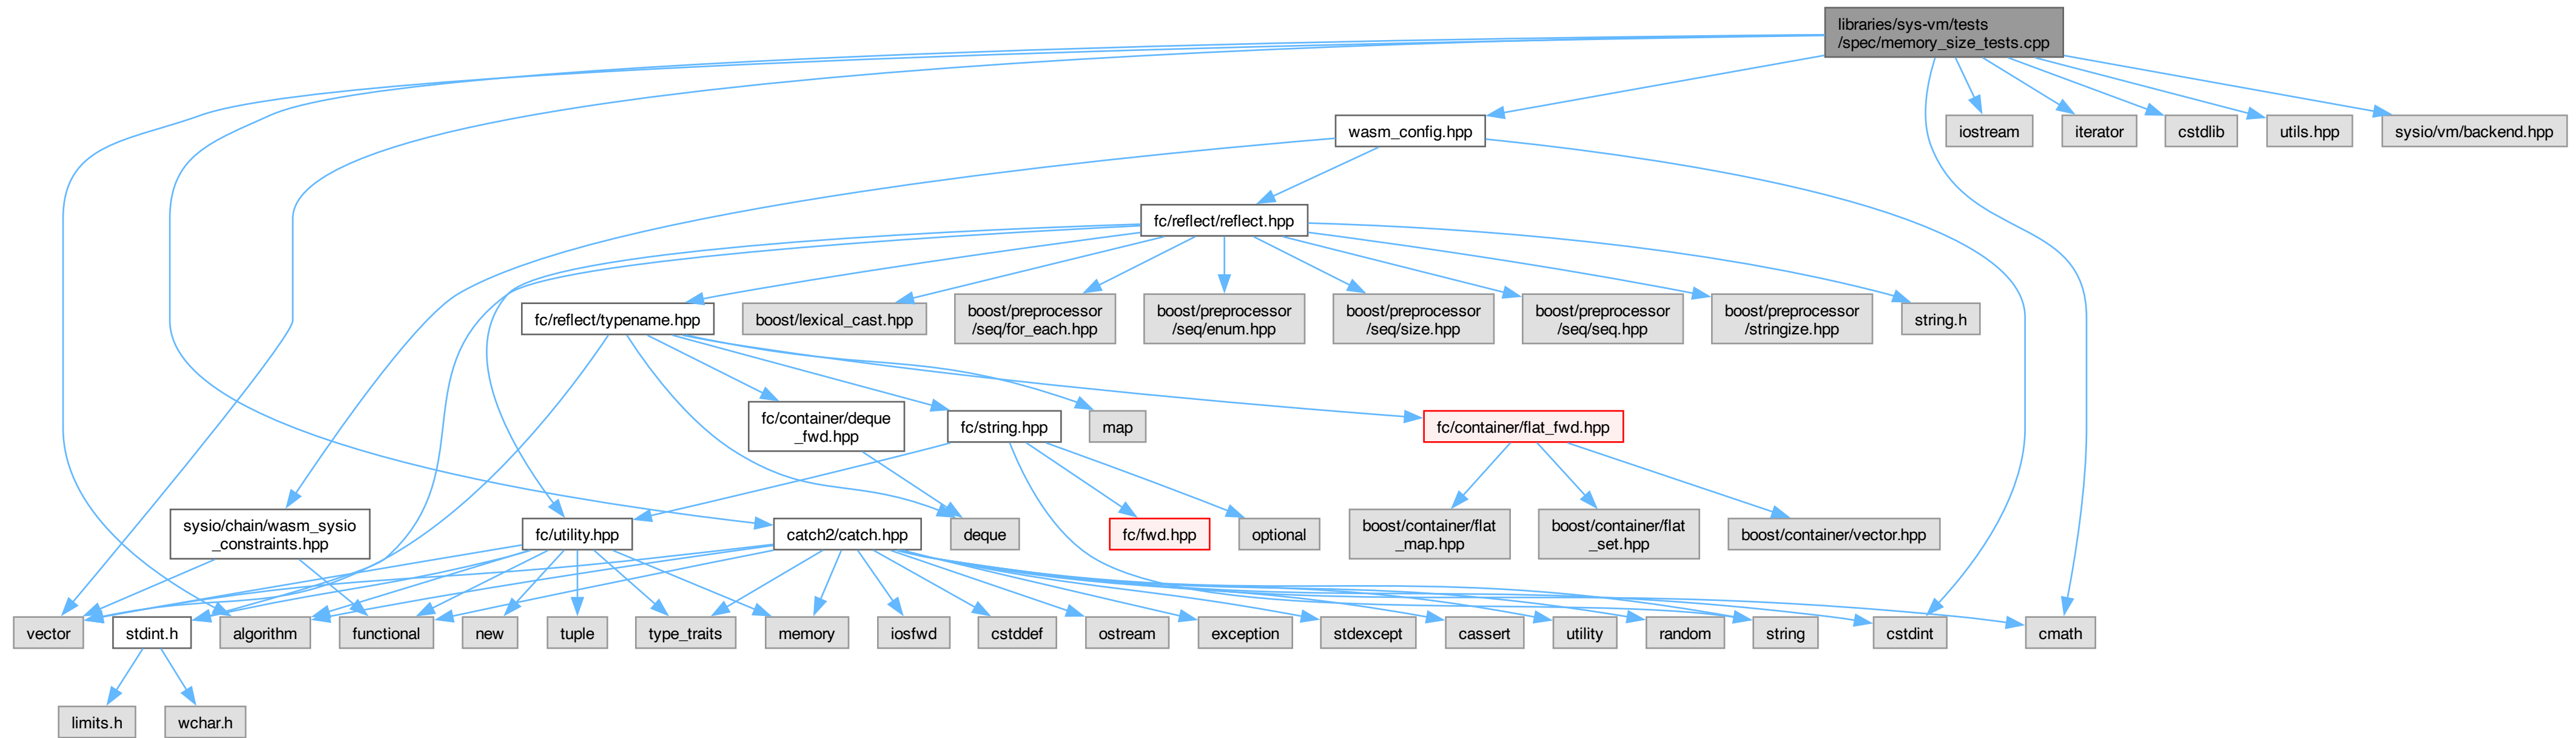 libraries/sys-vm/tests
/spec/memory_size_tests.cpp
wasm_config.hpp
iostream
iterator
cstdlib
utils.hpp
sysio/vm/backend.hpp
fc/reflect/reflect.hpp
fc/reflect/typename.hpp
boost/lexical_cast.hpp
boost/preprocessor
/seq/for_each.hpp
boost/preprocessor
/seq/enum.hpp
boost/preprocessor
/seq/size.hpp
boost/preprocessor
/seq/seq.hpp
boost/preprocessor
/stringize.hpp
string.h
fc/container/deque
_fwd.hpp
fc/string.hpp
map
fc/container/flat_fwd.hpp
sysio/chain/wasm_sysio
_constraints.hpp
fc/utility.hpp
catch2/catch.hpp
deque
fc/fwd.hpp
optional
boost/container/flat
_map.hpp
boost/container/flat
_set.hpp
boost/container/vector.hpp
vector
stdint.h
algorithm
functional
new
tuple
type_traits
memory
iosfwd
cstddef
ostream
exception
stdexcept
cassert
utility
random
string
cstdint
cmath
limits.h
wchar.h